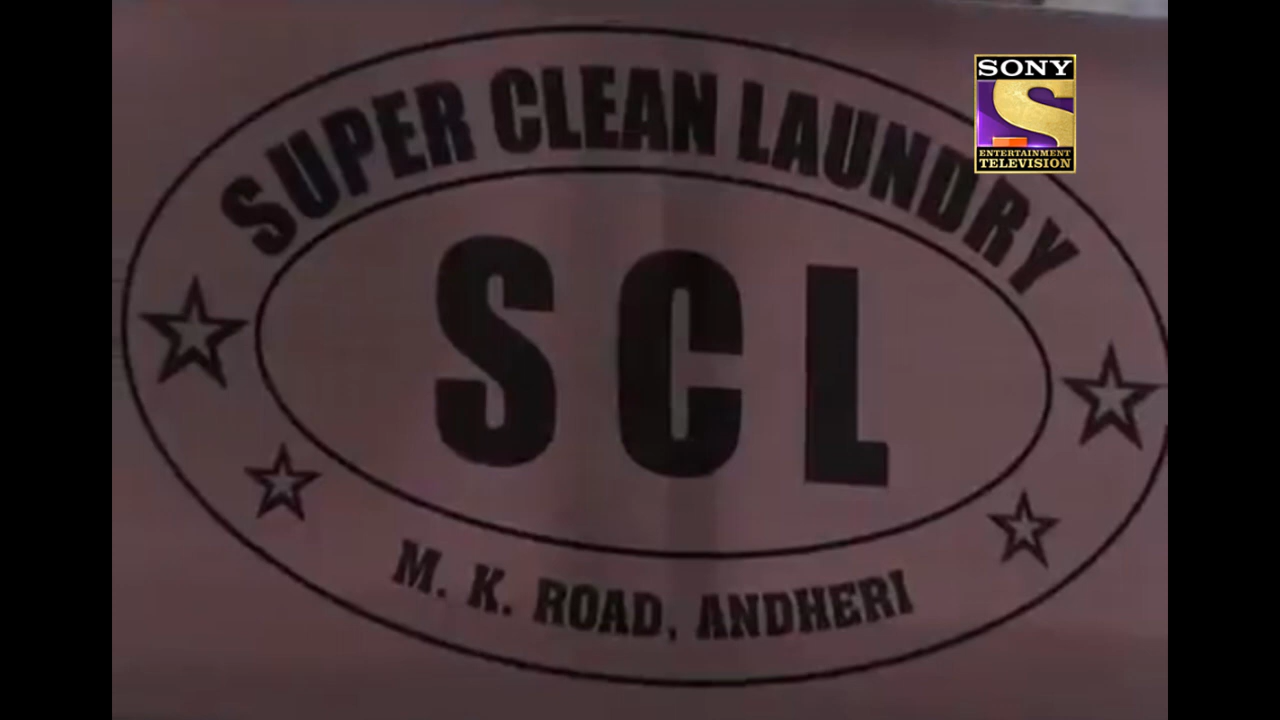 SUPER CLEAN LAUNDRY
SCL
M. K. ROAD, ANDHERI
SONY
ENTERTAINMENT
TELEVISION